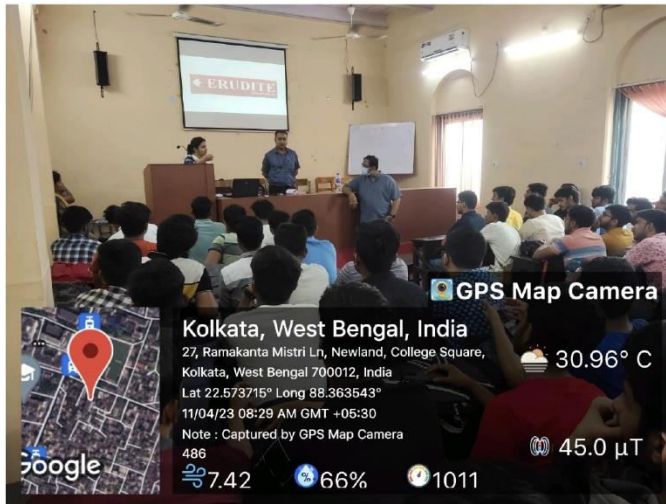 ERUDITE
GPS Map Camera
Kolkata, West Bengal, India
27, Ramakanta Mistri Ln, Newland, College Square,
Kolkata, West Bengal 700012, India
Lat 22.573715° Long 88.363543°
11/04/23 08:29 AM GMT +05:30
Note : Captured by GPS Map Camera
486
30.96° C
45.0 µT
7.42
66%
1011
Google